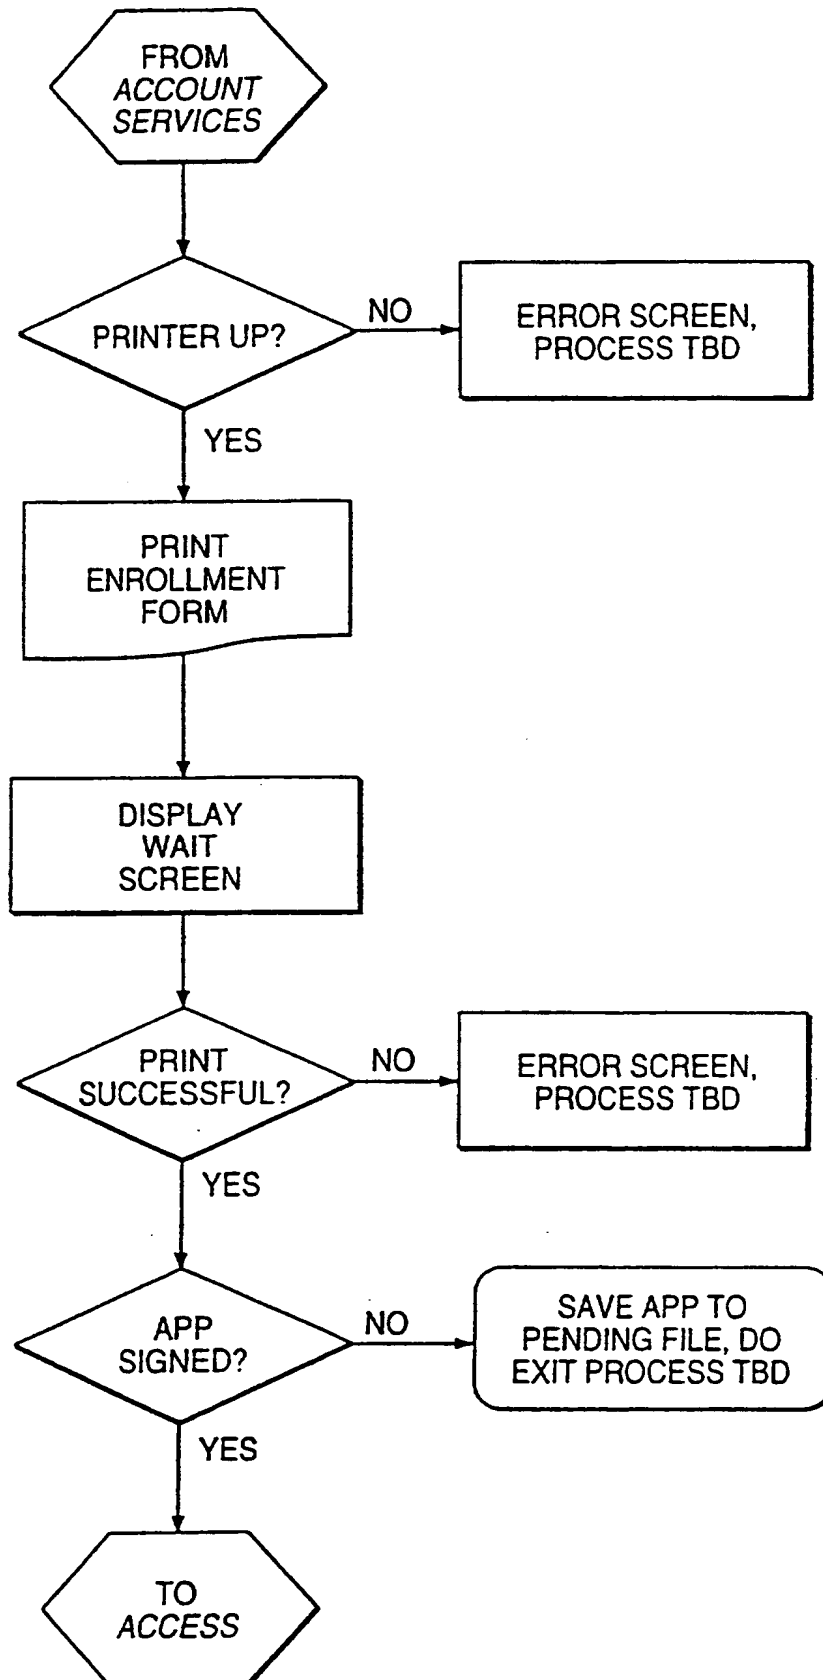 FROM
ACCOUNT
SERVICES
PRINTER UP?
NO
ERROR SCREEN,
PROCESS TBD
YES
PRINT
ENROLLMENT
FORM
DISPLAY
WAIT
SCREEN
PRINT
SUCCESSFUL?
NO
ERROR SCREEN,
PROCESS TBD
YES
APP
SIGNED?
NO
SAVE APP TO
PENDING FILE, DO
EXIT PROCESS TBD
YES
TO
ACCESS